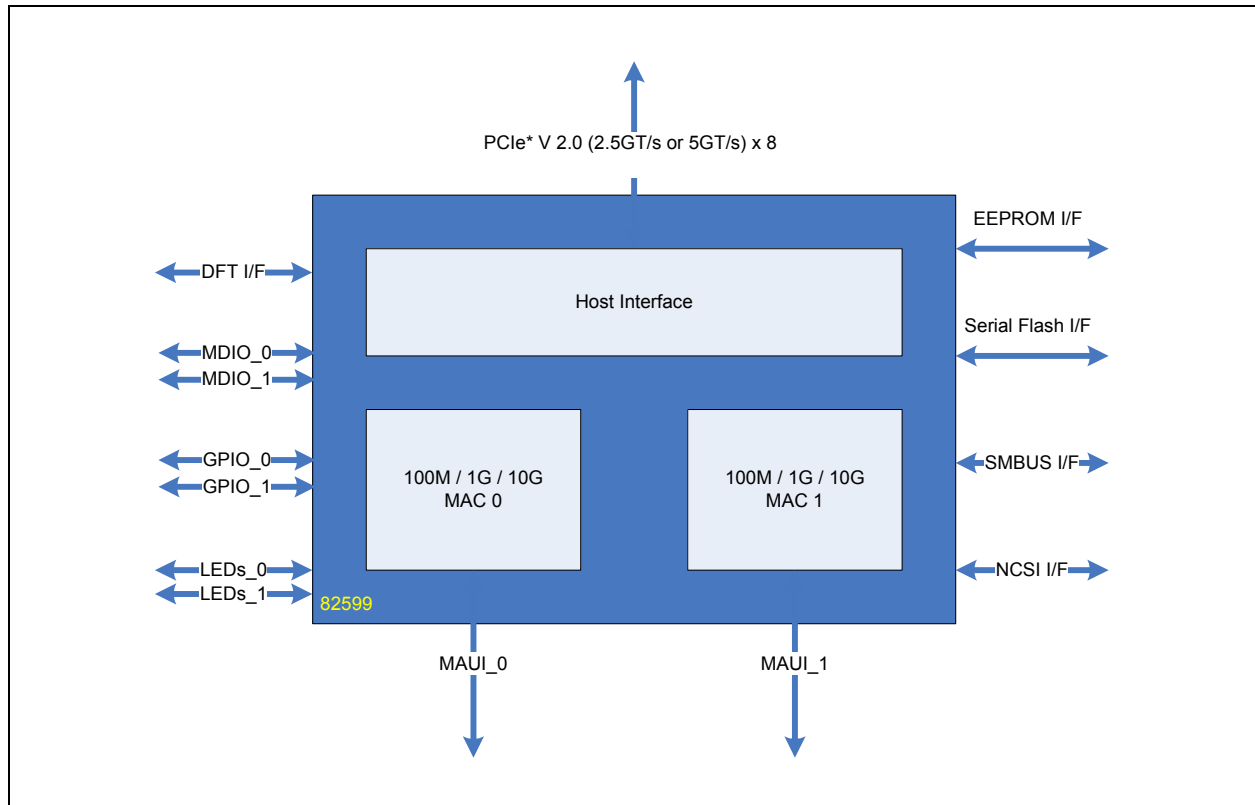 PCIe* V 2.0 (2.5GT/s or 5GT/s) x 8
EEPROM I/F
DFT I/F
Host Interface
Serial Flash I/F
MDIO_0
MDIO_1
GPIO_0
GPIO_1
100M / 1G / 10G
MAC 0
100M / 1G / 10G
MAC 1
SMBUS I/F
LEDs_0
LEDs_1
NCSI I/F
82599
MAUI_0
MAUI_1